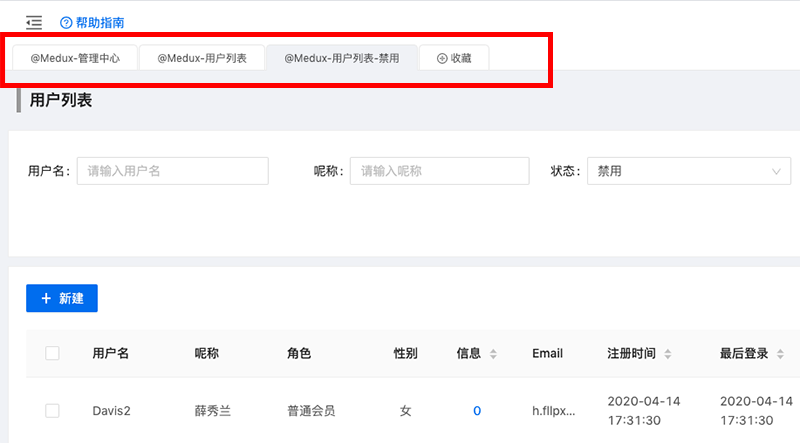 帮助指南
@Medux-管理中心 @Medux-用户列表 @Medux-用户列表-禁用 收藏
用户列表
用户名: 请输入用户名 呢称: 请输入呢称 状态: 禁用
+ 新建
用户名 呢称 角色 性别 信息 Email 注册时间 最后登录
Davis2 薛秀兰 普通会员 女 0 h.fllpx... 2020-04-14 2020-04-14
17:31:30 17:31:30